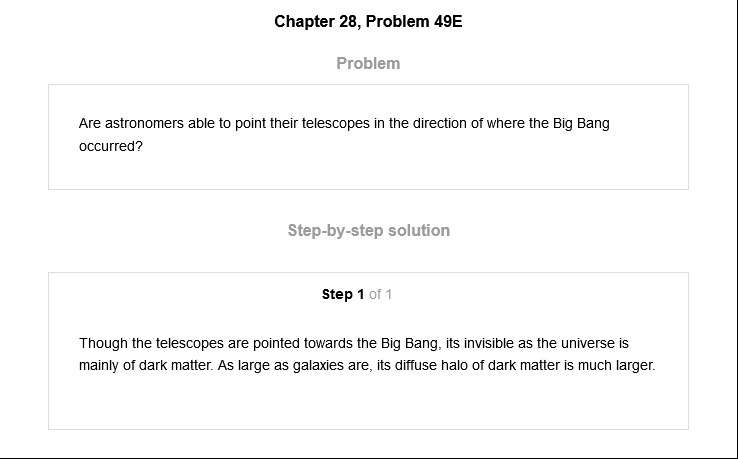 Chapter 28, Problem 49E
Problem
Are astronomers able to point their telescopes in the direction of where the Big Bang
occurred?
Step-by-step solution
Step 1 of 1
Though the telescopes are pointed towards the Big Bang, its invisible as the universe is
mainly of dark matter. As large as galaxies are, its diffuse halo of dark matter is much larger.